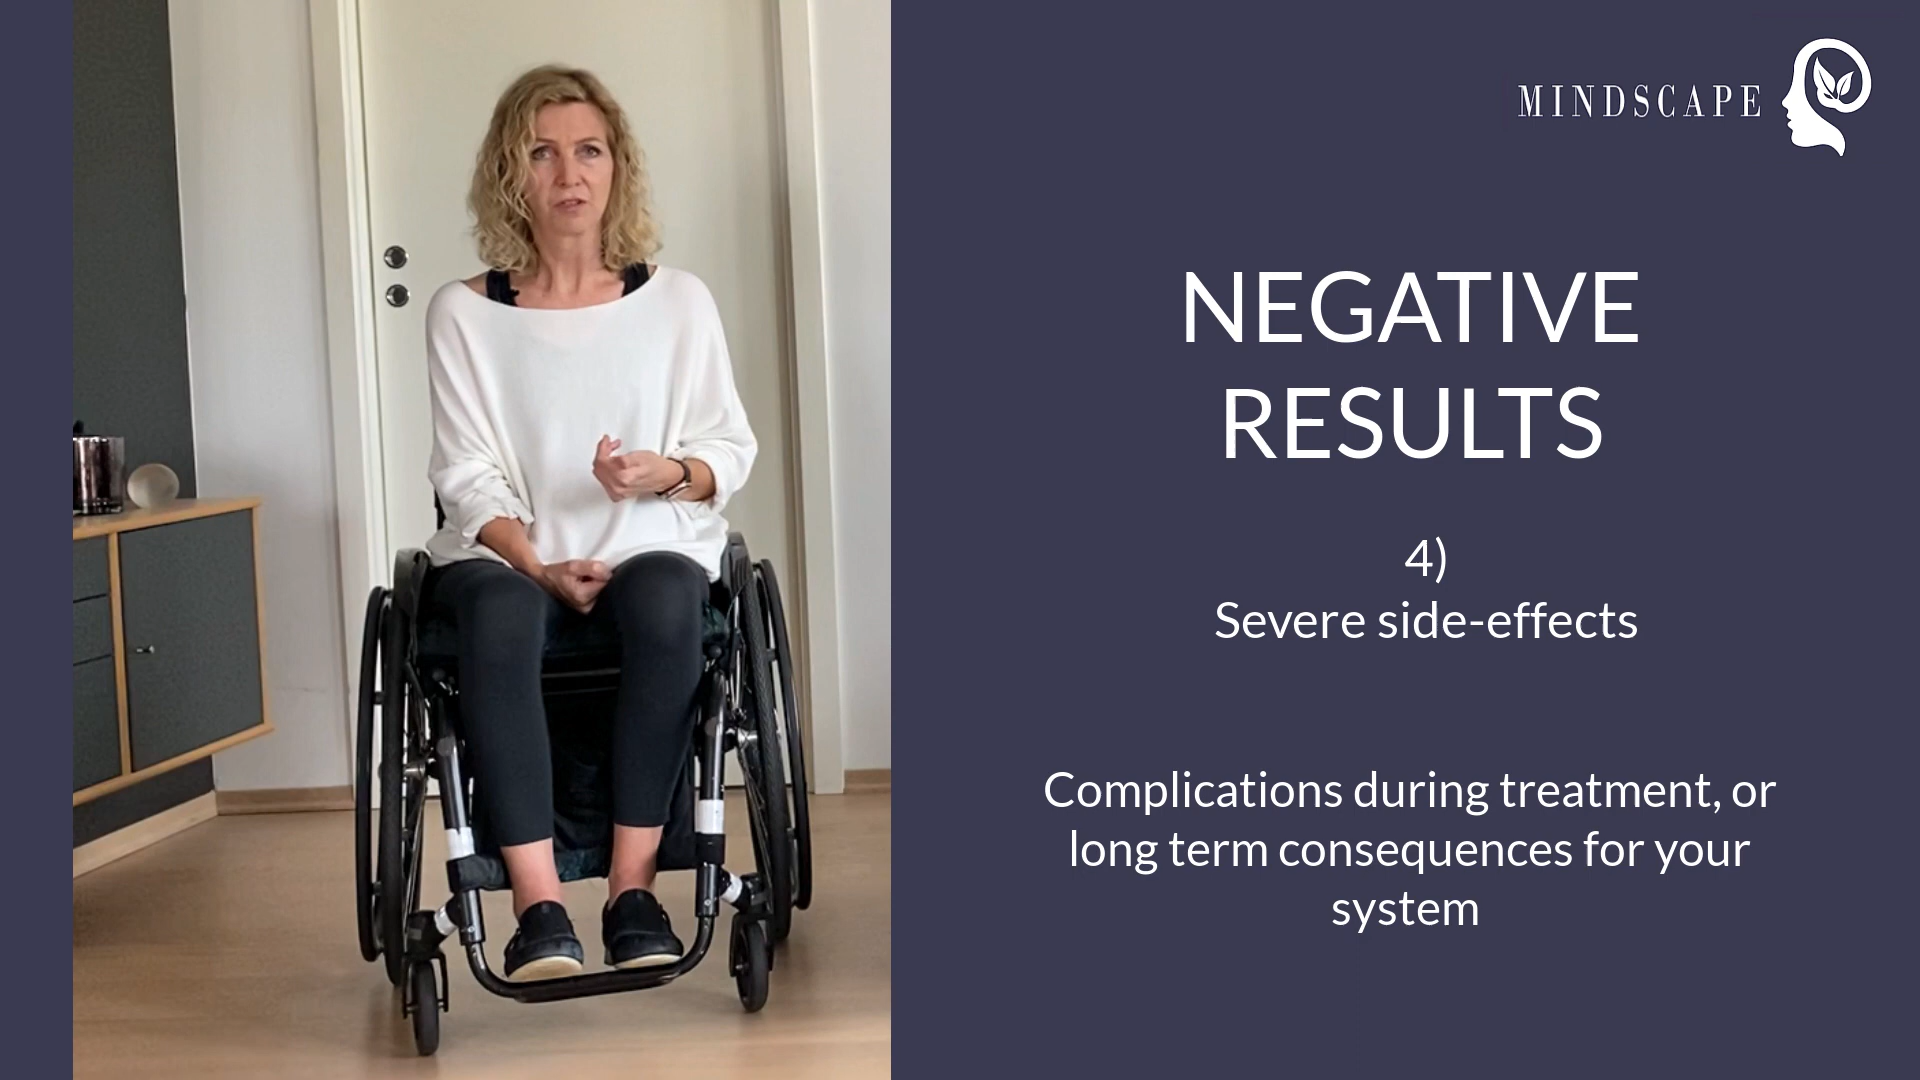 MINDSCAPE
NEGATIVE
RESULTS
4)
Severe side-effects
Complications during treatment, or
long term consequences for your
system